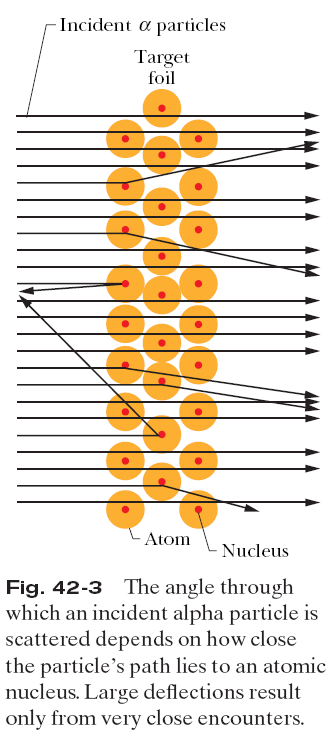 Incident α particles
Target
foil
Atom
Nucleus
Fig. 42-3 The angle through
which an incident alpha particle is
scattered depends on how close
the particle's path lies to an atomic
nucleus. Large deflections result
only from very close encounters.